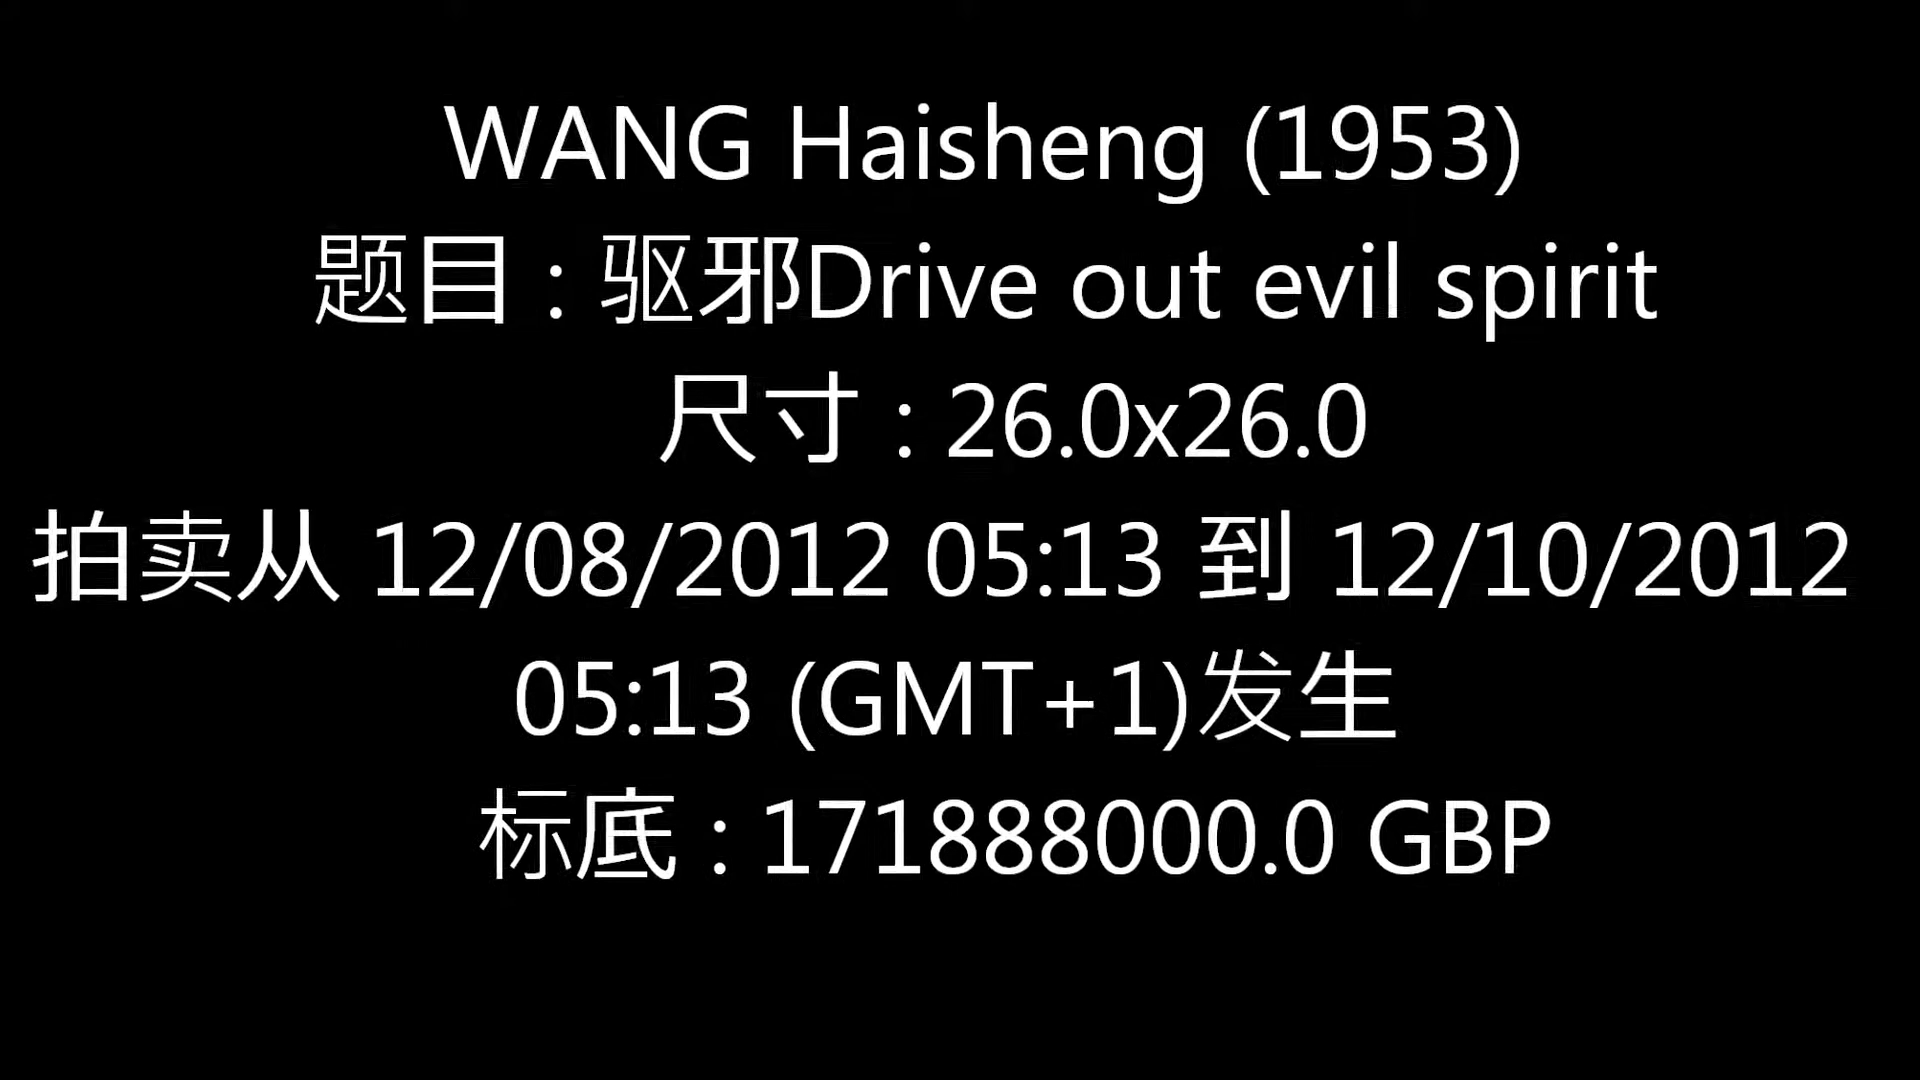 WANG Haisheng (1953)
题目：驱邪Drive out evil spirit
尺寸：26.0x26.0
拍卖从 12/08/2012 05:13 到 12/10/2012
05:13 (GMT+1)发生
标底：171888000.0 GBP